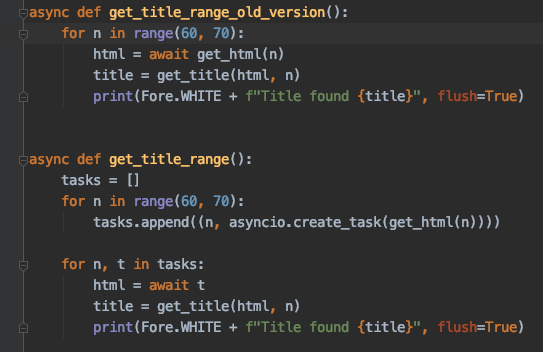 async def get_title_range_old_version():
    for n in range(60, 70):
        html = await get_html(n)
        title = get_title(html, n)
        print(Fore.WHITE + f"Title found {title}", flush=True)
async def get_title_range():
    tasks = []
    for n in range(60, 70):
        tasks.append((n, asyncio.create_task(get_html(n))))
    for n, t in tasks:
        html = await t
        title = get_title(html, n)
        print(Fore.WHITE + f"Title found {title}", flush=True)